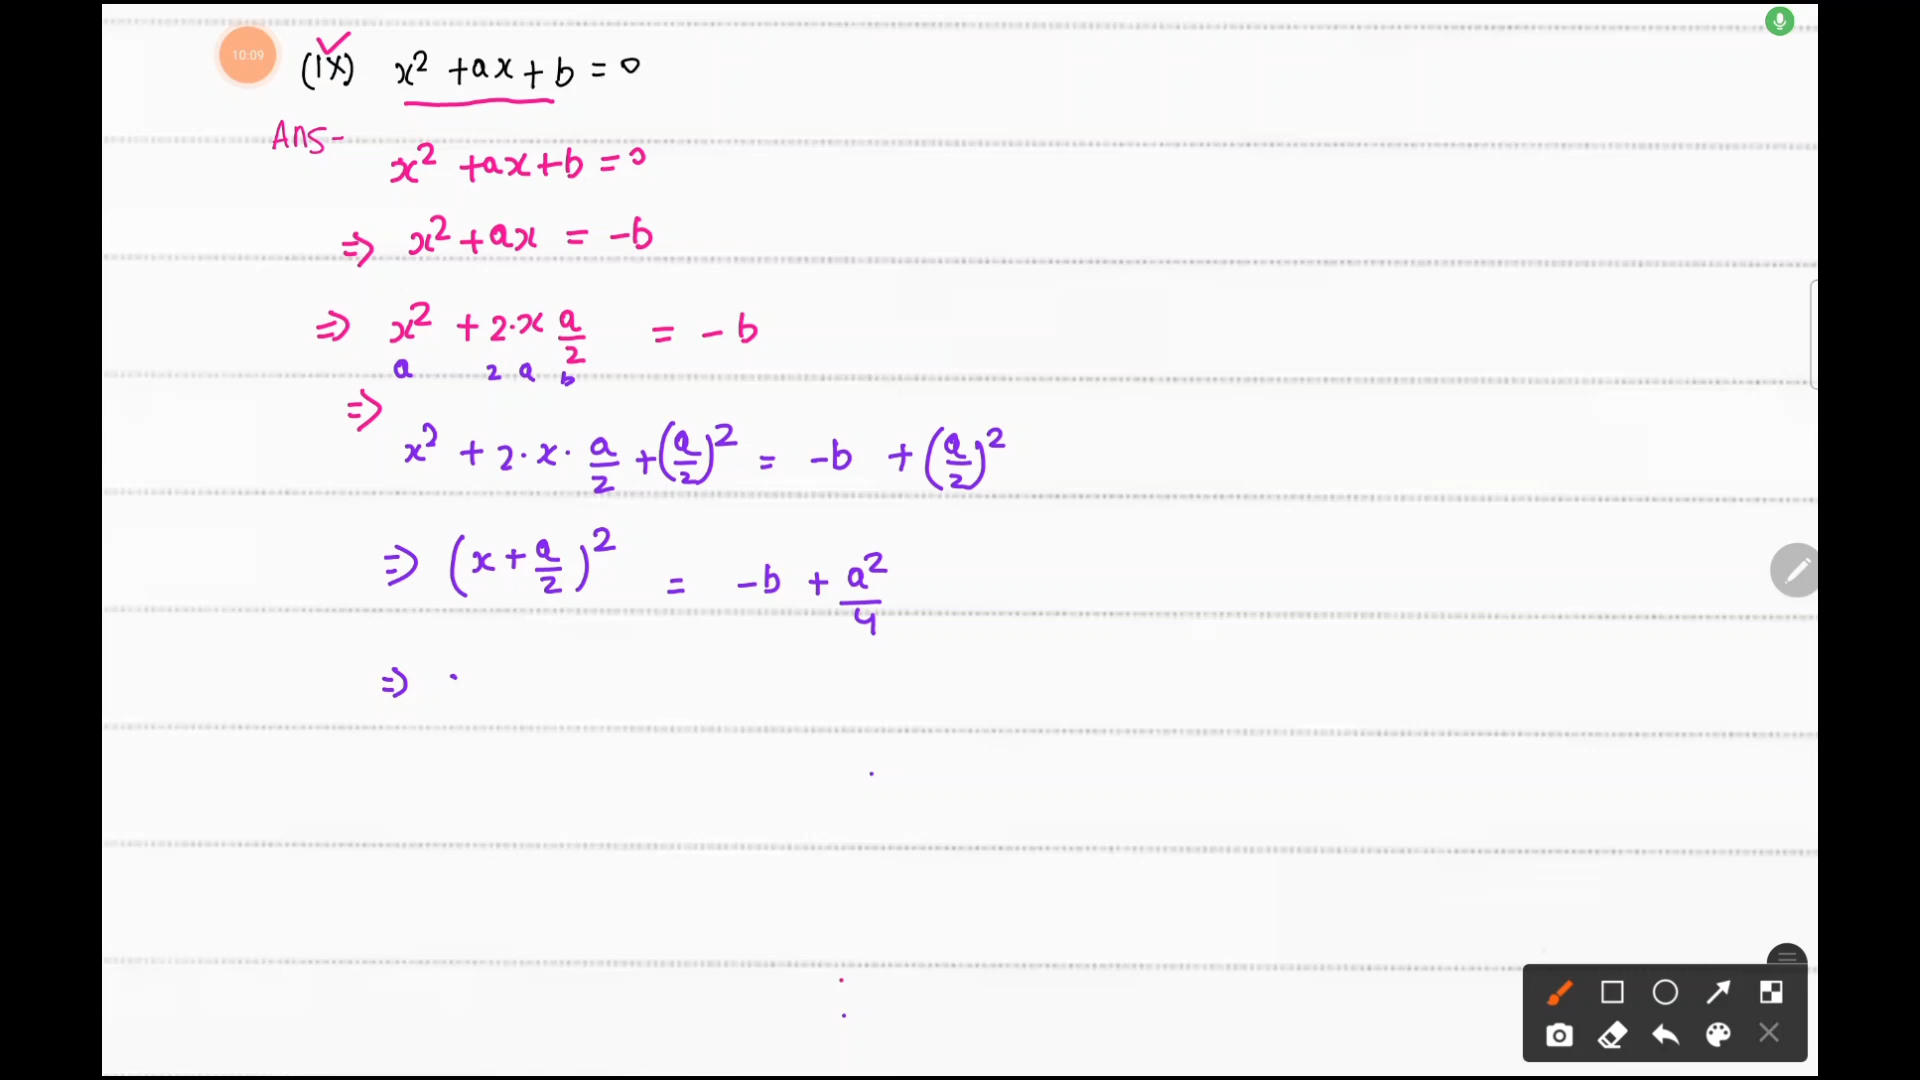 10:09
(ix) x² + ax + b = 0
Ans-
x² + ax + b = 0
=> x² + ax = -b
=> x² + 2·x a/2 = -b
a 2 a b
=>
x² + 2·x·a/2 + (a/2)² = -b + (a/2)²
=> (x + a/2)² = -b + a²/4
=>